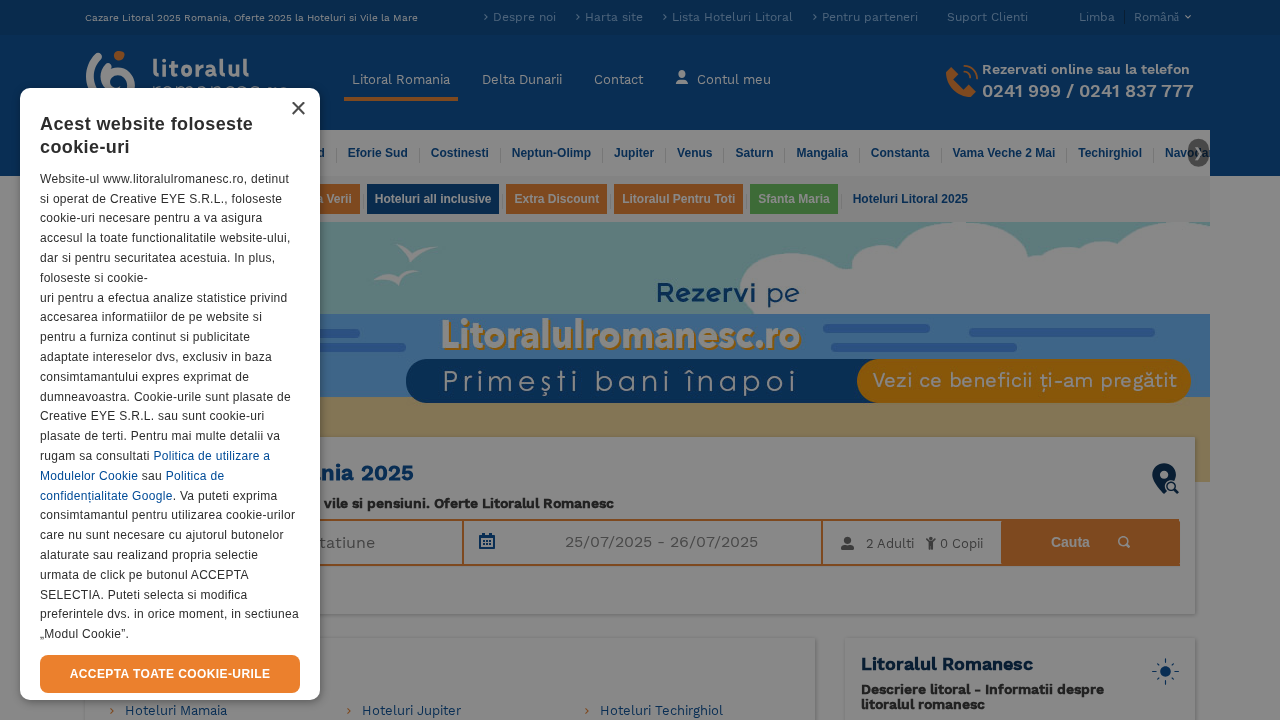 Cazare Litoral 2025 Romania, Oferte 2025 la Hoteluri si Vile la Mare
Despre noi
Harta site
Lista Hoteluri Litoral
Pentru parteneri
Suport Clienti
Limba
Română
litoralul
Litoral Romania
Delta Dunarii
Contact
Contul meu
Rezervati online sau la telefon
0241 999 / 0241 837 777
Eforie Sud
Costinesti
Neptun-Olimp
Jupiter
Venus
Saturn
Mangalia
Constanta
Vama Veche 2 Mai
Techirghiol
Hoteluri all inclusive
Extra Discount
Litoralul Pentru Toti
Sfanta Maria
Hoteluri Litoral 2025
Rezervi pe
Litoralulromanesc.ro
Primești bani înapoi
Vezi ce beneficii ți-am pregătit
2025
vile si pensiuni. Oferte Litoralul Romanesc
25/07/2025 - 26/07/2025
2 Adulti
0 Copii
Cauta
×
Acest website foloseste
cookie-uri
Website-ul www.litoralulromanesc.ro, detinut
si operat de Creative EYE S.R.L., foloseste
cookie-uri necesare pentru a va asigura
accesul la toate functionalitatile website-ului,
dar si pentru securitatea acestuia. In plus,
foloseste si cookie-
uri pentru a efectua analize statistice privind
accesarea informatiilor de pe website si
pentru a furniza continut si publicitate
adaptate intereselor dvs, exclusiv in baza
consimtamantului expres exprimat de
dumneavoastra. Cookie-urile sunt plasate de
Creative EYE S.R.L. sau sunt cookie-uri
plasate de terti. Pentru mai multe detalii va
rugam sa consultati Politica de utilizare a
Modulelor Cookie sau Politica de
confidențialitate Google. Va puteti exprima
consimtamantul pentru utilizarea cookie-urilor
care nu sunt necesare cu ajutorul butonelor
alaturate sau realizand propria selectie
urmata de click pe butonul ACCEPTA
SELECTIA. Puteti selecta si modifica
preferintele dvs. in orice moment, in sectiunea
„Modul Cookie”.
ACCEPTA TOATE COOKIE-URILE
Hoteluri Mamaia
Hoteluri Jupiter
Hoteluri Techirghiol
Litoralul Romanesc
Descriere litoral - Informatii despre
litoralul romanesc